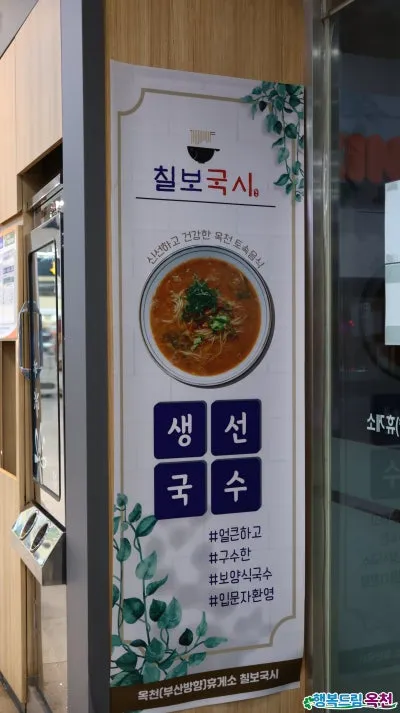 칠보국시
신선하고 건강한 옥천 토속음식
생선
국수
#얼큰하고
#구수한
#보양식국수
#입문자환영
옥천(부산방향)휴게소 칠보국시
행복드림 옥천